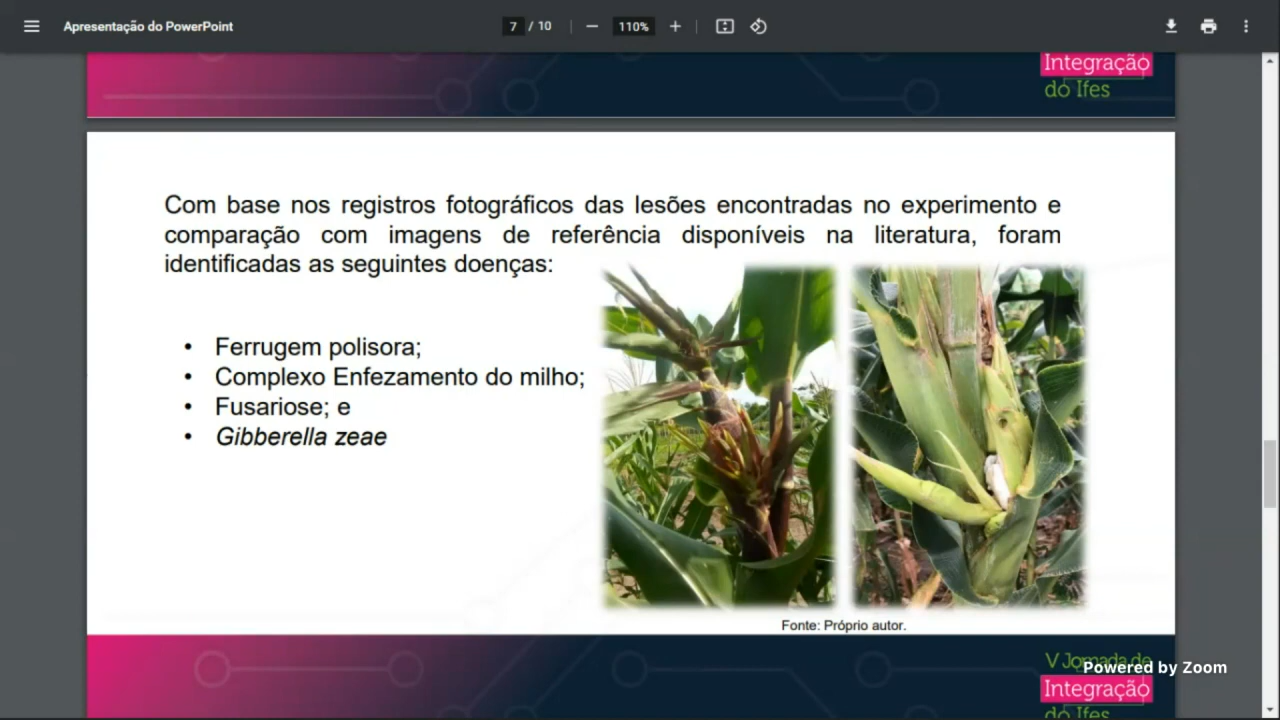 Apresentação do PowerPoint
7 / 10
110%
Integração
do Ifes
Com base nos registros fotográficos das lesões encontradas no experimento e
comparação com imagens de referência disponíveis na literatura, foram
identificadas as seguintes doenças:
• Ferrugem polisora;
• Complexo Enfezamento do milho;
• Fusariose; e
• Gibberella zeae
Fonte: Próprio autor.
V Jornada de
Powered by Zoom
Integração
do Ifes